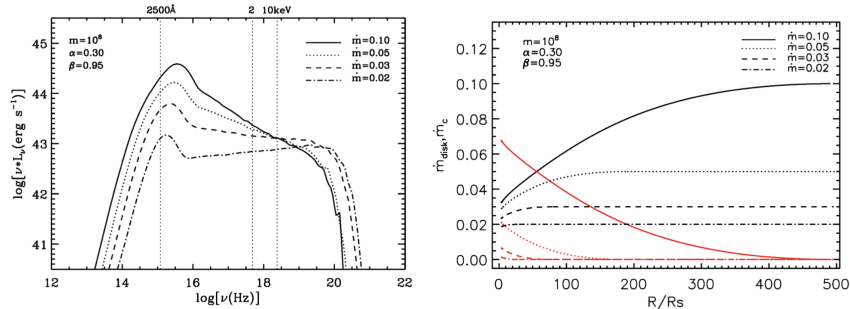 2500Å 2 10keV
m=10⁸
α=0.30
β=0.95
ṁ=0.10
ṁ=0.05
ṁ=0.03
ṁ=0.02
log[ν*Lν(erg s⁻¹)]
45
44
43
42
41
12 14 16 18 20 22
log[ν(Hz)]
m=10⁸
α=0.30
β=0.95
ṁ=0.10
ṁ=0.05
ṁ=0.03
ṁ=0.02
ṁdisk,ṁc
0.12
0.10
0.08
0.06
0.04
0.02
0.00
0 100 200 300 400 500
R/Rs